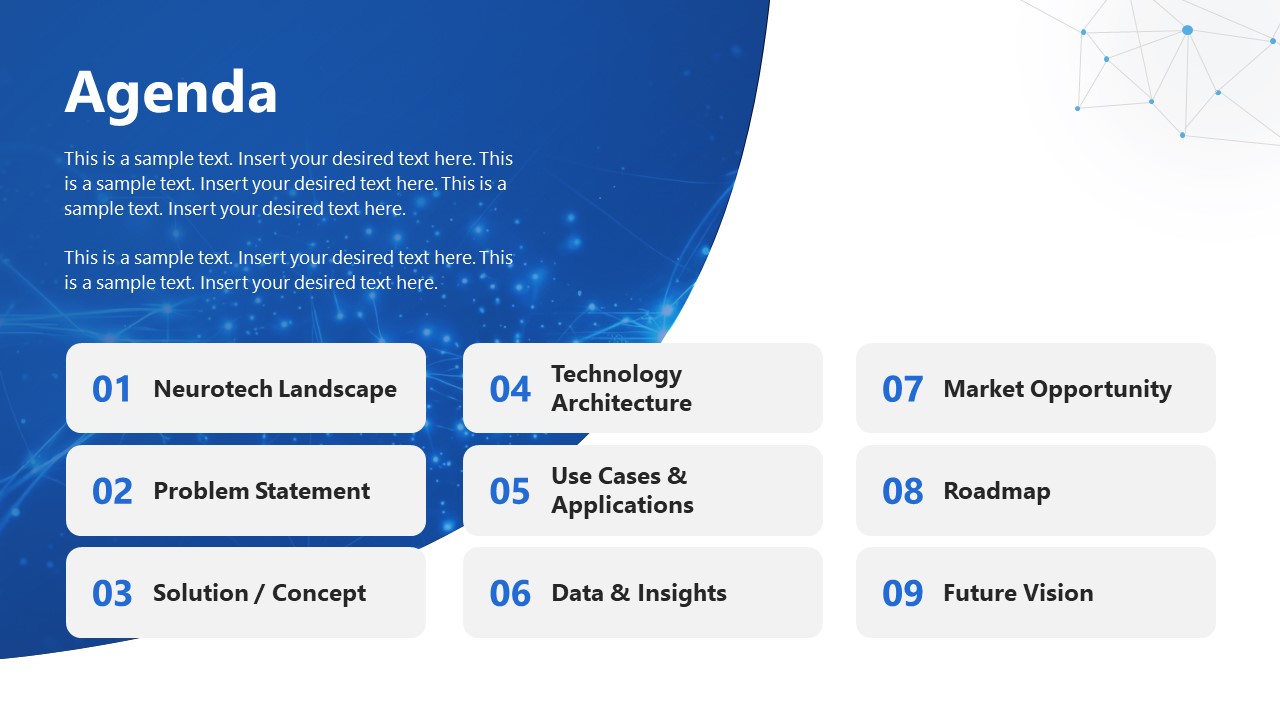 Agenda
This is a sample text. Insert your desired text here. This
is a sample text. Insert your desired text here. This is a
sample text. Insert your desired text here.
This is a sample text. Insert your desired text here. This
is a sample text. Insert your desired text here.
01 Neurotech Landscape
02 Problem Statement
03 Solution / Concept
04 Technology
Architecture
05 Use Cases &
Applications
06 Data & Insights
07 Market Opportunity
08 Roadmap
09 Future Vision